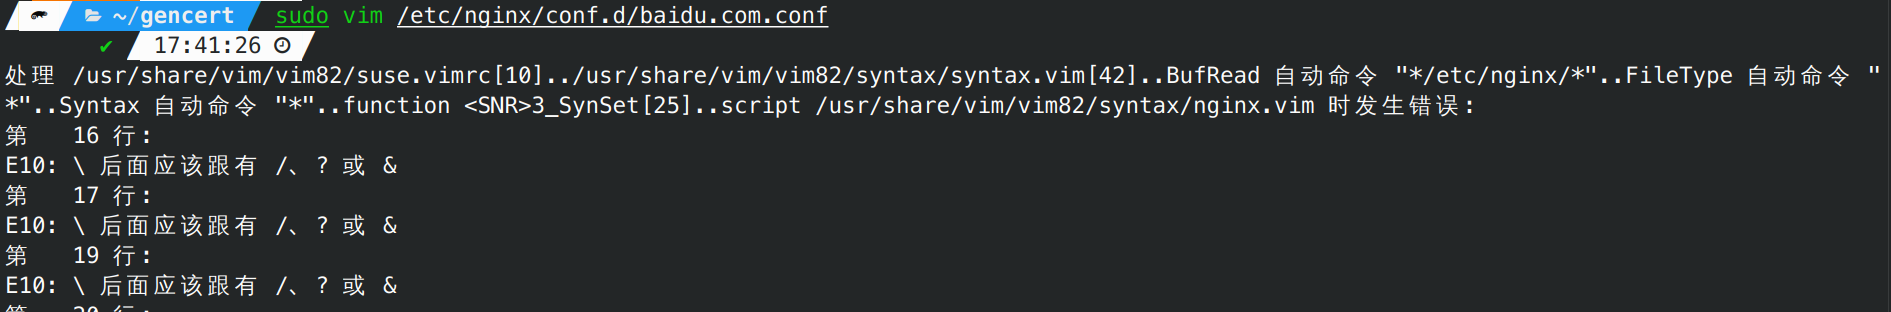 ~/gencert sudo vim /etc/nginx/conf.d/baidu.com.conf
✔ 17:41:26
处理 /usr/share/vim/vim82/suse.vimrc[10]../usr/share/vim/vim82/syntax/syntax.vim[42]..BufRead 自动命令 "*/etc/nginx/*"..FileType 自动命令 "
*"..Syntax 自动命令 "*"..function <SNR>3_SynSet[25]..script /usr/share/vim/vim82/syntax/nginx.vim 时发生错误:
第   16 行:
E10: \ 后面应该跟有 /、? 或 &
第   17 行:
E10: \ 后面应该跟有 /、? 或 &
第   19 行:
E10: \ 后面应该跟有 /、? 或 &